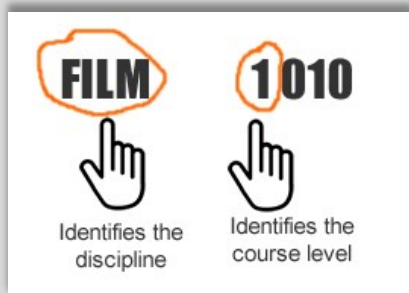 FILM 1010
Identifies the discipline
Identifies the course level